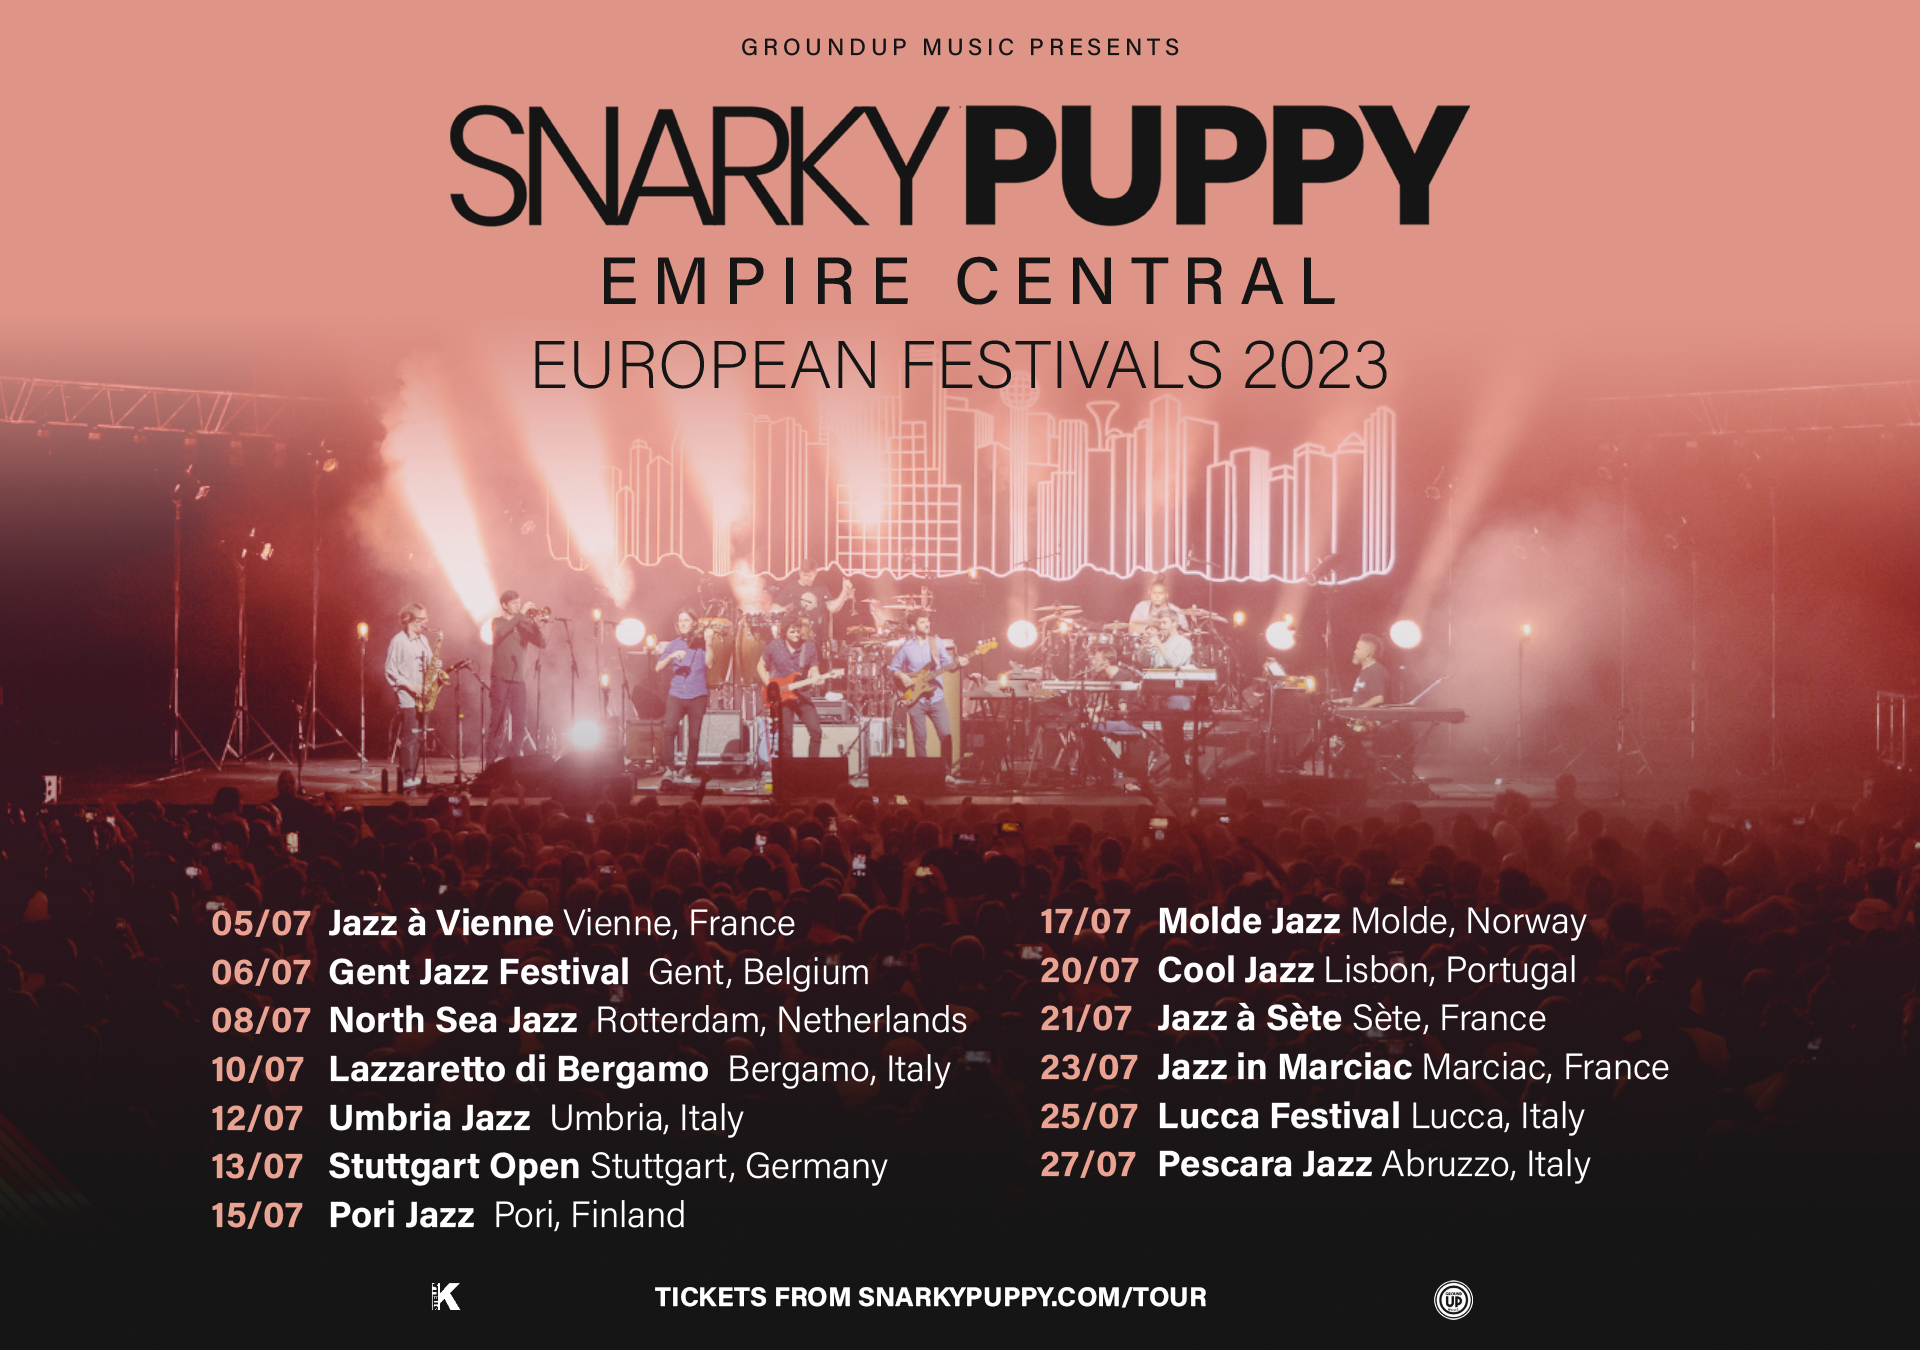 GROUNDUP MUSIC PRESENTS
SNARKYPUPPY
EMPIRE CENTRAL
EUROPEAN FESTIVALS 2023
05/07 Jazz à Vienne Vienne, France
06/07 Gent Jazz Festival Gent, Belgium
08/07 North Sea Jazz Rotterdam, Netherlands
10/07 Lazzaretto di Bergamo Bergamo, Italy
12/07 Umbria Jazz Umbria, Italy
13/07 Stuttgart Open Stuttgart, Germany
15/07 Pori Jazz Pori, Finland
17/07 Molde Jazz Molde, Norway
20/07 Cool Jazz Lisbon, Portugal
21/07 Jazz à Sète Sète, France
23/07 Jazz in Marciac Marciac, France
25/07 Lucca Festival Lucca, Italy
27/07 Pescara Jazz Abruzzo, Italy
K
TICKETS FROM SNARKYPUPPY.COM/TOUR
UP